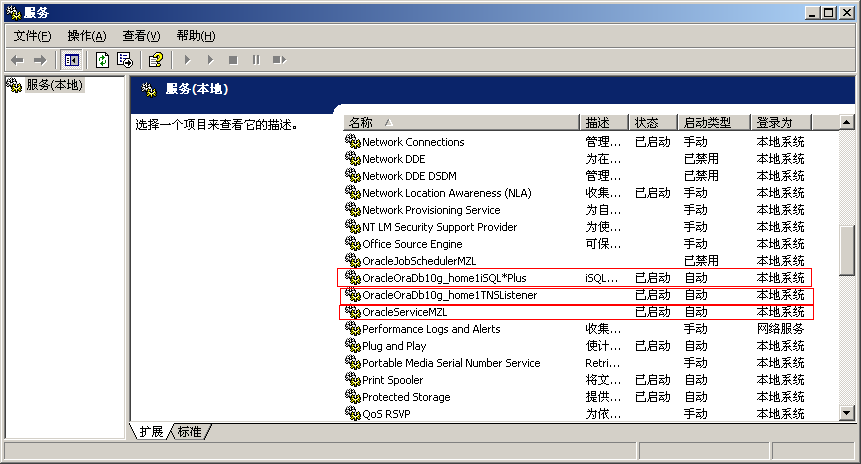 服务
文件(F) 操作(A) 查看(V) 帮助(H)
服务(本地)
服务(本地)
选择一个项目来查看它的描述。
名称 描述 状态 启动类型 登录为
Network Connections 管理... 已启动 手动 本地系统
Network DDE 为在... 已禁用 本地系统
Network DDE DSDM 管理... 已禁用 本地系统
Network Location Awareness (NLA) 收集... 已启动 手动 本地系统
Network Provisioning Service 为自... 手动 本地系统
NT LM Security Support Provider 为使... 手动 本地系统
Office Source Engine 可保... 手动 本地系统
OracleJobSchedulerMZL 已禁用 本地系统
OracleOraDb10g_home1iSQL*Plus iSQL... 已启动 自动 本地系统
OracleOraDb10g_home1TNSListener 已启动 自动 本地系统
OracleServiceMZL 已启动 自动 本地系统
Performance Logs and Alerts 收集... 手动 网络服务
Plug and Play 使计... 已启动 自动 本地系统
Portable Media Serial Number Service Retri... 手动 本地系统
Print Spooler 将文... 已启动 自动 本地系统
Protected Storage 提供... 已启动 自动 本地系统
QoS RSVP 为依... 手动 本地系统
扩展 标准